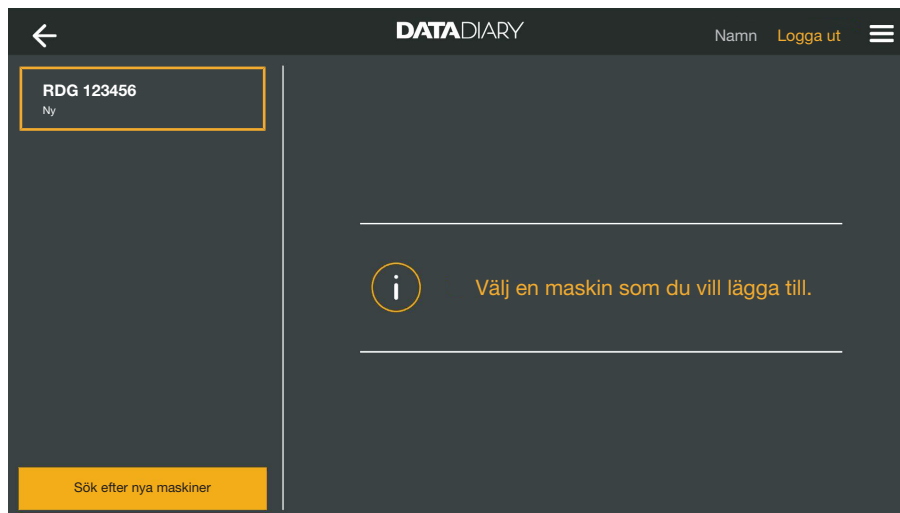 DATADIARY
Namn Logga ut
RDG 123456
Ny
i
Välj en maskin som du vill lägga till.
Sök efter nya maskiner